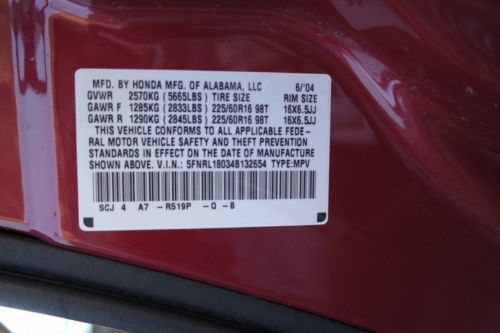 MFD. BY HONDA MFG. OF ALABAMA, LLC 6/'04
GVWR 2570KG (5665LBS) TIRE SIZE RIM SIZE
GAWR F 1285KG (2833LBS) 225/60R16 98T 16X6.5JJ
GAWR R 1290KG (2845LBS) 225/60R16 98T 16X6.5JJ
THIS VEHICLE CONFORMS TO ALL APPLICABLE FEDE-
RAL MOTOR VEHICLE SAFETY AND THEFT PREVENTION
STANDARDS IN EFFECT ON THE DATE OF MANUFACTURE
SHOWN ABOVE. V.I.N.: 5FNRL18034B132654 TYPE:MPV
SCJ 4 A7 -R519P -Q -B